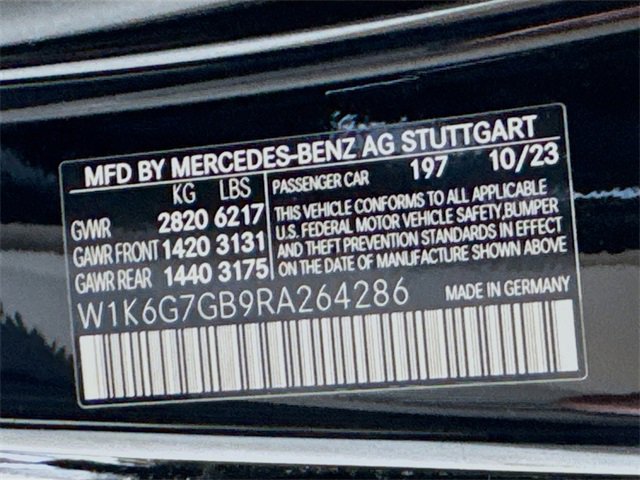 MFD BY MERCEDES-BENZ AG STUTTGART
KG LBS
GVWR 2820 6217
GAWR FRONT 1420 3131
GAWR REAR 1440 3175
PASSENGER CAR 197 10/23
THIS VEHICLE CONFORMS TO ALL APPLICABLE
U.S. FEDERAL MOTOR VEHICLE SAFETY, BUMPER
AND THEFT PREVENTION STANDARDS IN EFFECT
ON THE DATE OF MANUFACTURE SHOWN ABOVE
W1K6G7GB9RA264286
MADE IN GERMANY